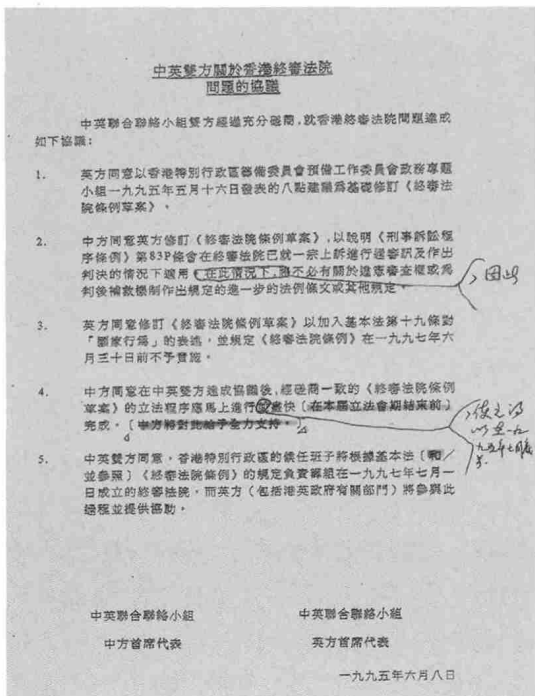 中英雙方關於香港終審法院
問題的協議
中英聯合聯絡小組雙方經過充分磋商,就香港終審法院問題達成
如下協議:
1. 英方同意以香港特別行政區籌備委員會預備工作委員會政務專題
小組一九九五年五月十六日發表的八點建議為基礎修訂《終審法
院條例草案》。
2. 中方同意英方修訂《終審法院條例草案》,以說明《刑事訴訟程
序條例》第83P條會在終審法院已就一宗上訴進行過審訊及作出
判決的情況下適用。在此情況下,不必有關於違憲審查權或為
判後補救機制作出規定的進一步的法例條文或其他規定。
因此
3. 英方同意修訂《終審法院條例草案》以加入基本法第十九條對
「國家行為」的表述,並規定《終審法院條例》在一九九七年六
月三十日前不予實施。
4. 中方同意在中英雙方達成協議後,經磋商一致的《終審法院條例
草案》的立法程序應馬上進行盡快〔在本屆立法會期結束前〕
完成。〔中方將對此給予全力支持。〕
5. 中英雙方同意,香港特別行政區的候任班子將根據基本法〔和/
並參照〕《終審法院條例》的規定負責籌組在一九九七年七月一
日成立的終審法院,而英方(包括港英政府有關部門)將參與此
過程並提供協助。
中英聯合聯絡小組 中英聯合聯絡小組
中方首席代表 英方首席代表
一九九五年六月八日